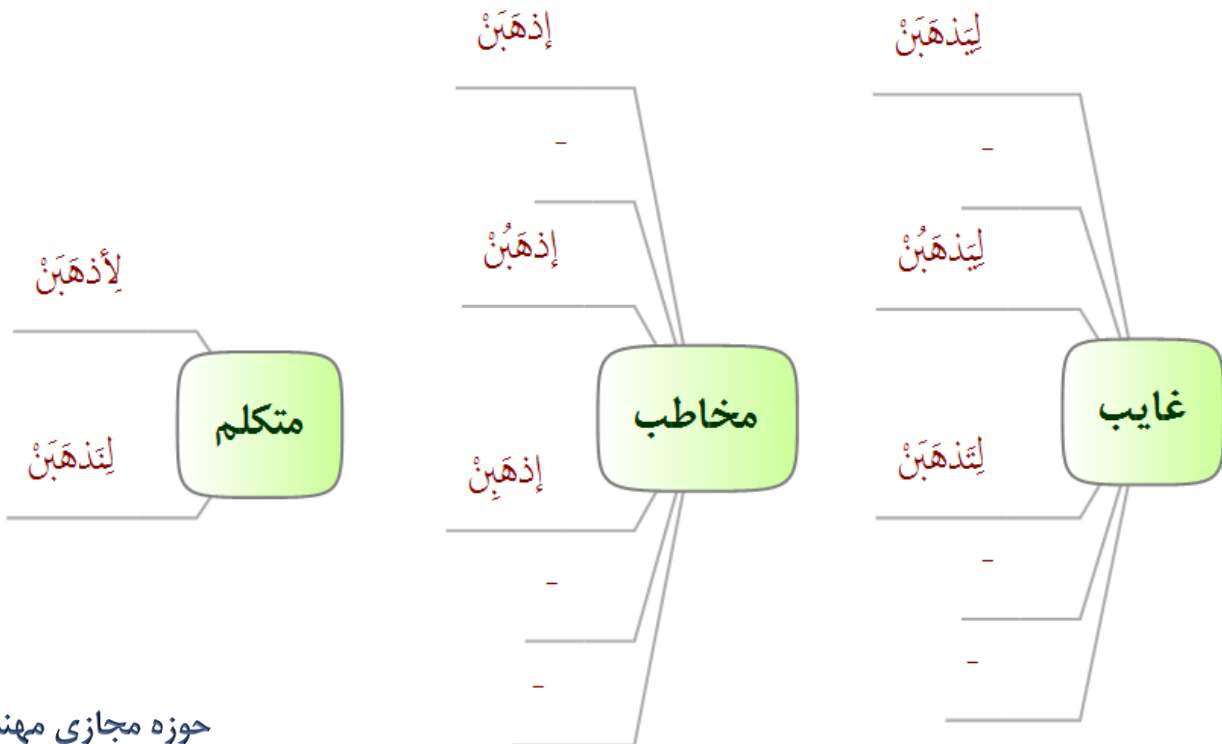 لِيَذهَبَنْ
-
لِيَذهَبُنْ
غایب
لِتَذهَبَنْ
-
-
إذهَبَنْ
-
إذهَبُنْ
مخاطب
إذهَبِنْ
-
-
لِأذهَبَنْ
متکلم
لِنَذهَبَنْ
حوزه مجازی